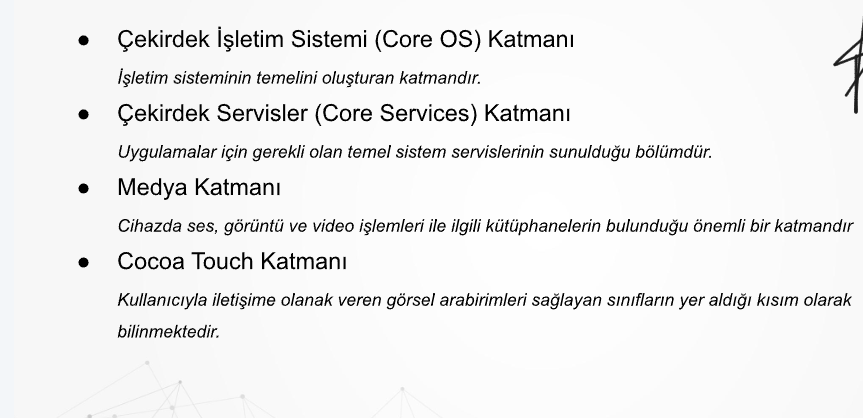 ● Çekirdek İşletim Sistemi (Core OS) Katmanı
İşletim sisteminin temelini oluşturan katmandır.
● Çekirdek Servisler (Core Services) Katmanı
Uygulamalar için gerekli olan temel sistem servislerinin sunulduğu bölümdür.
● Medya Katmanı
Cihazda ses, görüntü ve video işlemleri ile ilgili kütüphanelerin bulunduğu önemli bir katmandır
● Cocoa Touch Katmanı
Kullanıcıyla iletişime olanak veren görsel arabirimleri sağlayan sınıfların yer aldığı kısım olarak
bilinmektedir.